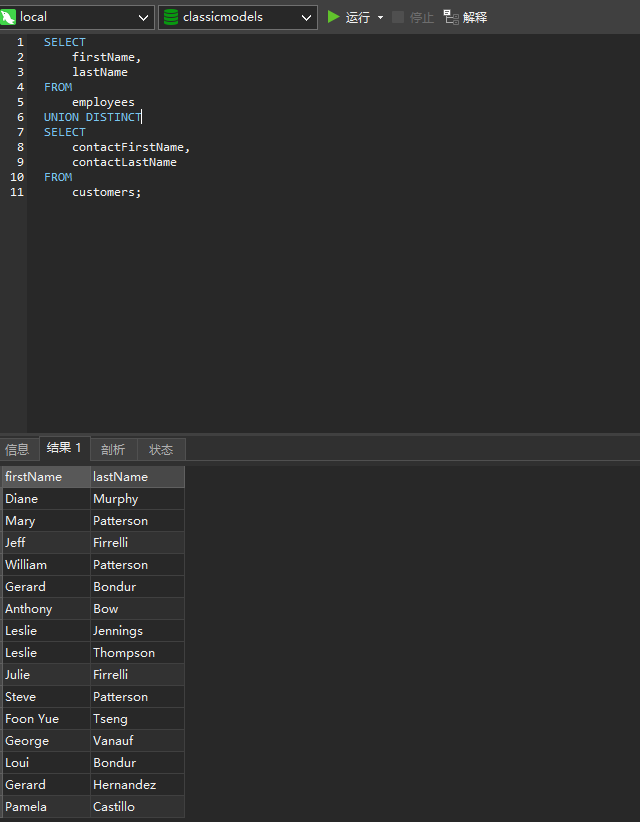 local classicmodels 运行 停止 解释
1 SELECT
2 firstName,
3 lastName
4 FROM
5 employees
6 UNION DISTINCT
7 SELECT
8 contactFirstName,
9 contactLastName
10 FROM
11 customers;
信息 结果 1 剖析 状态
firstName lastName
Diane Murphy
Mary Patterson
Jeff Firrelli
William Patterson
Gerard Bondur
Anthony Bow
Leslie Jennings
Leslie Thompson
Julie Firrelli
Steve Patterson
Foon Yue Tseng
George Vanauf
Loui Bondur
Gerard Hernandez
Pamela Castillo